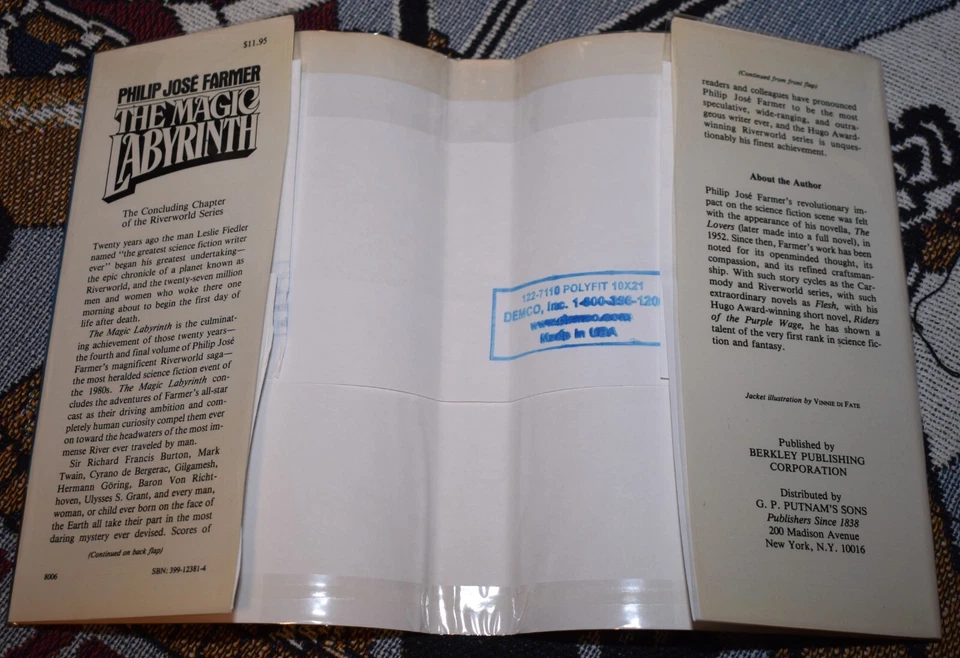 $11.95
PHILIP JOSÉ FARMER
THE MAGIC
LABYRINTH
The Concluding Chapter
of the Riverworld Series
Twenty years ago the man Leslie Fiedler
named "the greatest science fiction writer
ever" began his greatest undertaking—
the epic chronicle of a planet known as
Riverworld, and the twenty-seven million
men and women who woke there one
morning about to begin the first day of
life after death.
The Magic Labyrinth is the culminat-
ing achievement of those twenty years—
the fourth and final volume of Philip José
Farmer's magnificent Riverworld saga—
the most heralded science fiction event of
the 1980s. The Magic Labyrinth con-
cludes the adventures of Farmer's all-star
cast as their driving ambition and com-
pletely human curiosity compel them ever
on toward the headwaters of the most im-
mense River ever traveled by man.
Sir Richard Francis Burton, Mark
Twain, Cyrano de Bergerac, Gilgamesh,
Hermann Göring, Baron Von Richt-
hoven, Ulysses S. Grant, and every man,
woman, or child ever born on the face of
the Earth all take their part in the most
daring mystery ever devised. Scores of
(Continued on back flap)
8006
SBN: 399-12381-4
122-7110 POLYFIT 10X21
DEMCO, Inc. 1-800-356-120
www.demco.com
Made in USA
(Continued from front flap)
readers and colleagues have pronounced
Philip José Farmer to be the most
speculative, wide-ranging, and outra-
geous writer ever, and the Hugo Award-
winning Riverworld series is unques-
tionably his finest achievement.
About the Author
Philip José Farmer's revolutionary im-
pact on the science fiction scene was felt
with the appearance of his novella, The
Lovers (later made into a full novel), in
1952. Since then, Farmer's work has been
noted for its openminded thought, its
compassion, and its refined craftsman-
ship. With such story cycles as the Car-
mody and Riverworld series, with such
extraordinary novels as Flesh, with his
Hugo Award-winning short novel, Riders
of the Purple Wage, he has shown a
talent of the very first rank in science fic-
tion and fantasy.
Jacket illustration by VINNIE DI FATE
Published by
BERKLEY PUBLISHING
CORPORATION
Distributed by
G. P. PUTNAM'S SONS
Publishers Since 1838
200 Madison Avenue
New York, N.Y. 10016